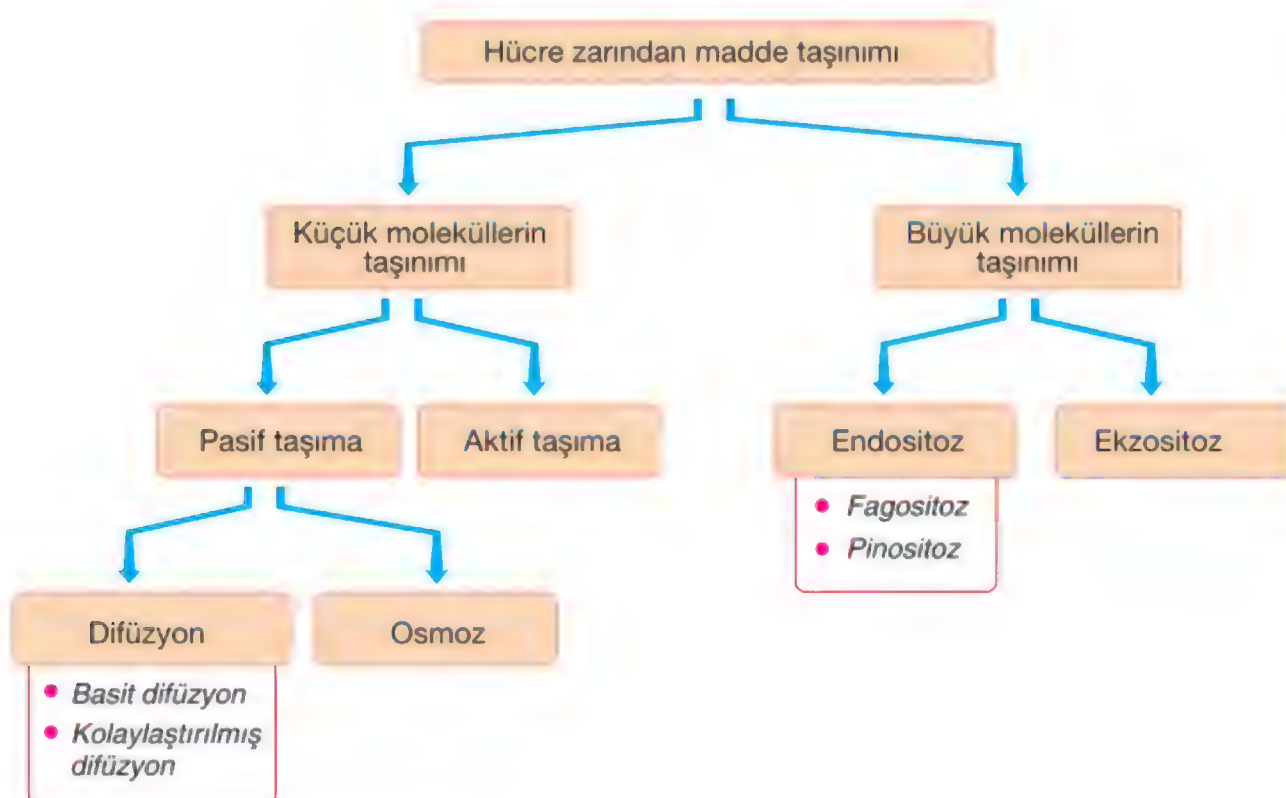 Hücre zarından madde taşınımı
Küçük moleküllerin
taşınımı
Büyük moleküllerin
taşınımı
Pasif taşıma
Aktif taşıma
Endositoz
Ekzositoz
• Fagositoz
• Pinositoz
Difüzyon
Osmoz
• Basit difüzyon
• Kolaylaştırılmış
difüzyon